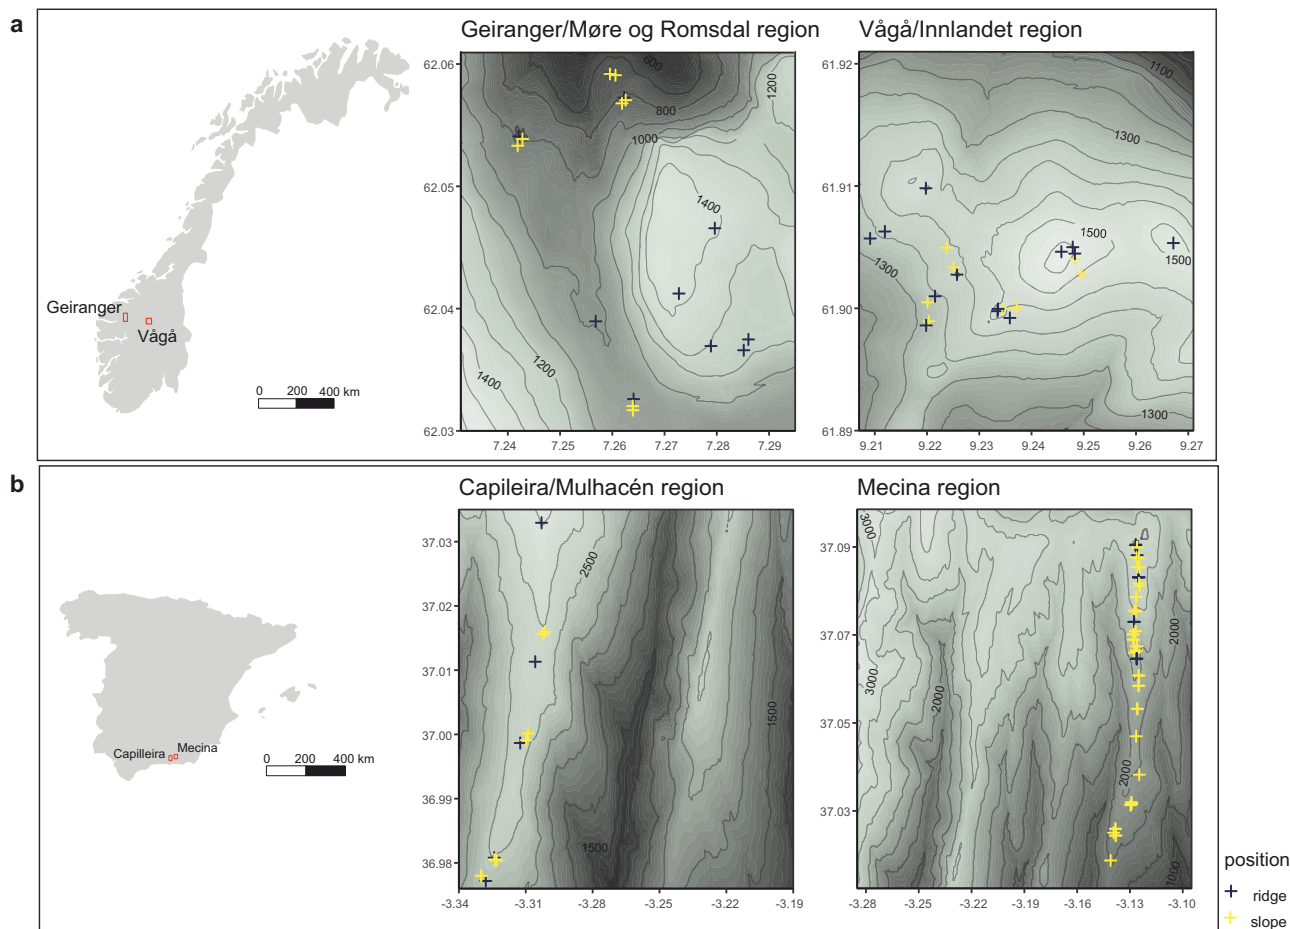 a
Geiranger/Møre og Romsdal region
Vågå/Innlandet region
Geiranger
Vågå
0 200 400 km
62.06
62.05
62.04
62.03
7.24 7.25 7.26 7.27 7.28 7.29
600
800
1000
1200
1400
1200
1400
61.92
61.91
61.90
61.89
9.21 9.22 9.23 9.24 9.25 9.26 9.27
1100
1300
1500
1500
1300
1300
b
Capileira/Mulhacén region
Mecina region
Capilleira
Mecina
0 200 400 km
37.03
37.02
37.01
37.00
36.99
36.98
-3.34 -3.31 -3.28 -3.25 -3.22 -3.19
2500
1500
1500
37.09
37.07
37.05
37.03
-3.28 -3.25 -3.22 -3.19 -3.16 -3.13 -3.10
3000
3000
2000
2000
2000
1000
position
ridge
slope